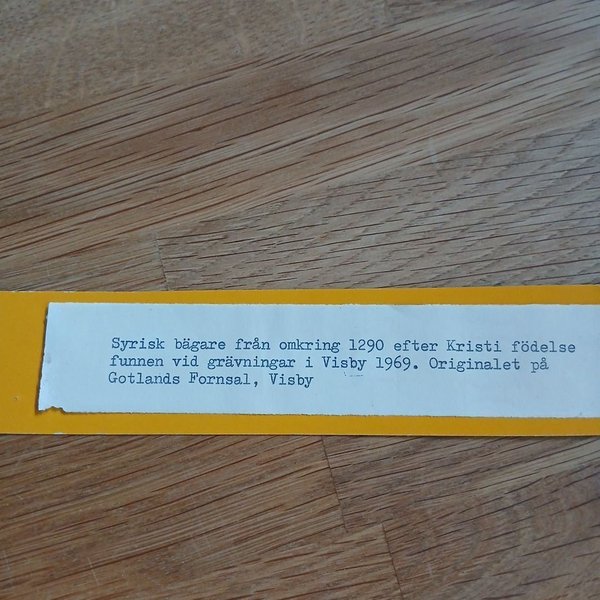 Syrisk bägare från omkring 1290 efter Kristi födelse
funnen vid grävningar i Visby 1969. Originalet på
Gotlands Fornsal, Visby